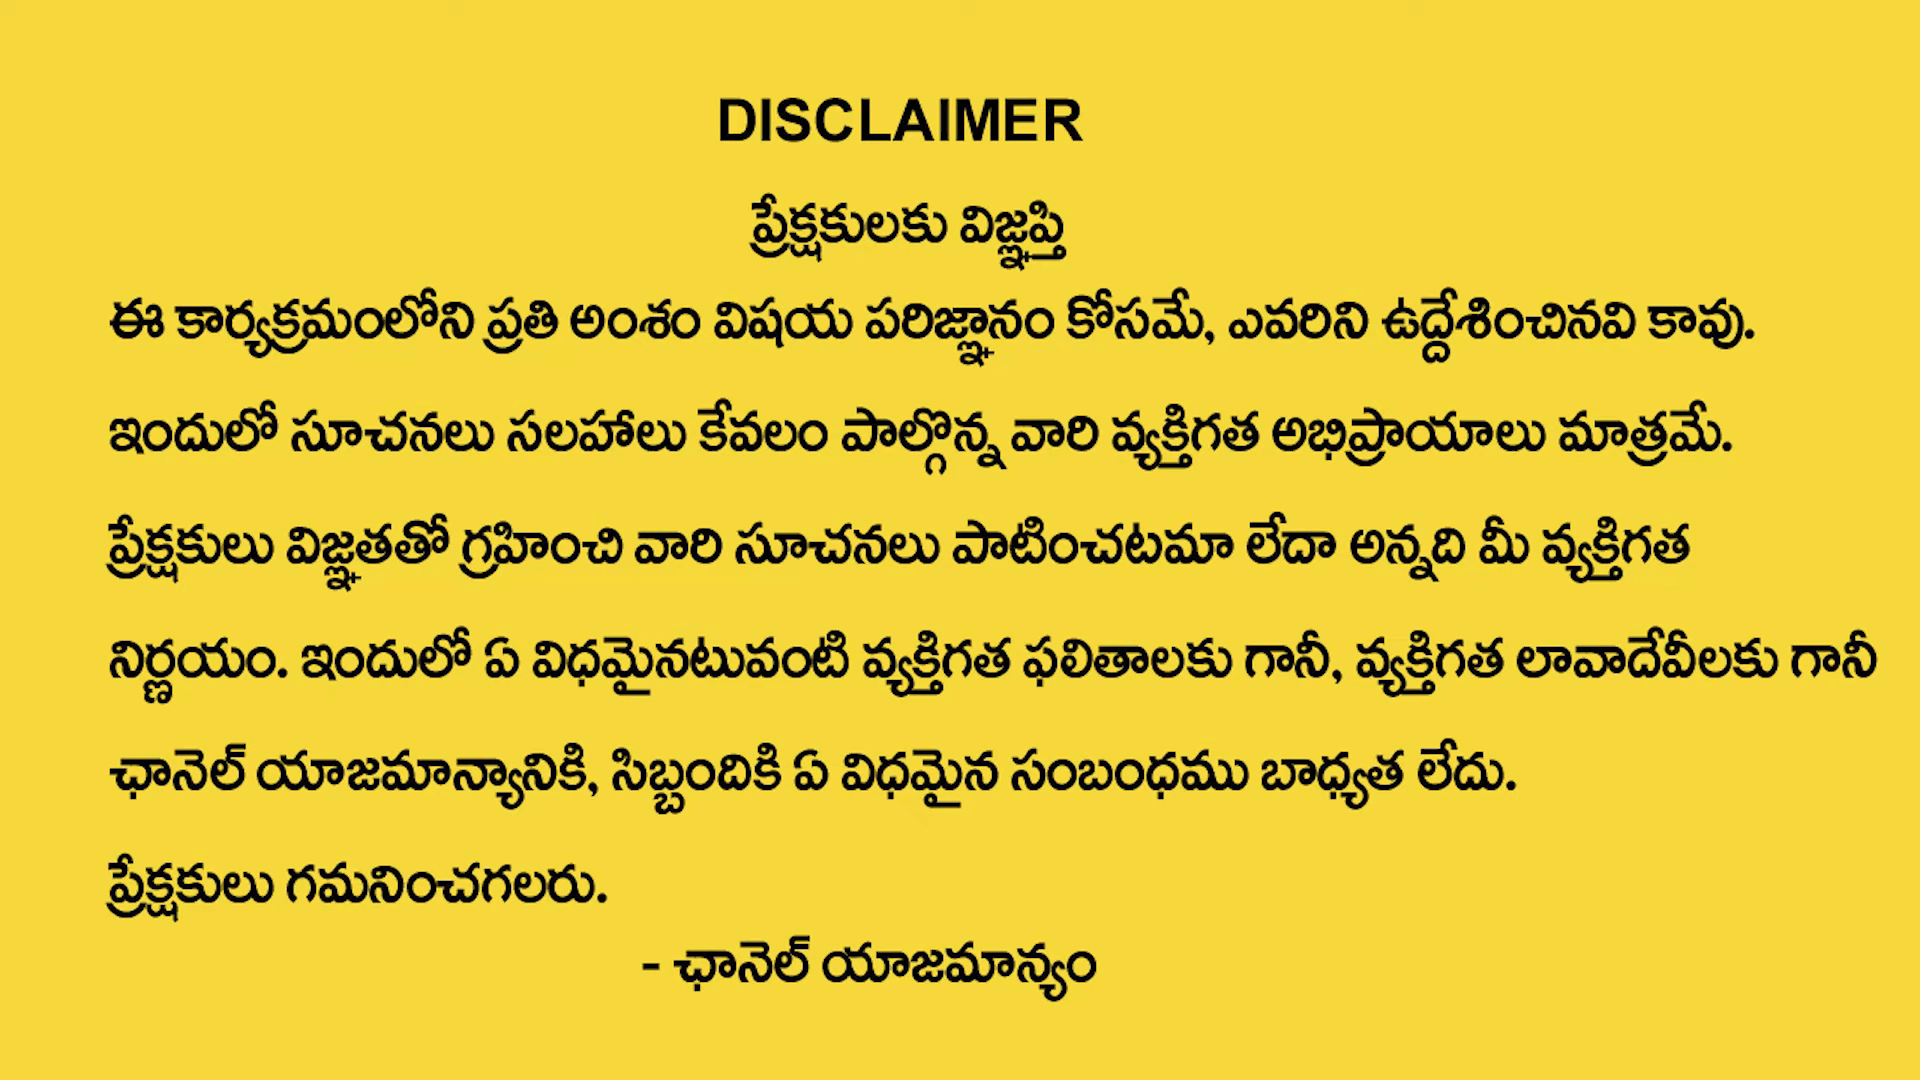 DISCLAIMER
ప్రేక్షకులకు విజ్ఞప్తి
ఈ కార్యక్రమంలోని ప్రతి అంశం విషయ పరిజ్ఞానం కోసమే, ఎవరిని ఉద్దేశించినవి కావు.
ఇందులో సూచనలు సలహాలు కేవలం పాల్గొన్న వారి వ్యక్తిగత అభిప్రాయాలు మాత్రమే.
ప్రేక్షకులు విజ్ఞతతో గ్రహించి వారి సూచనలు పాటించటమా లేదా అన్నది మీ వ్యక్తిగత
నిర్ణయం. ఇందులో ఏ విధమైనటువంటి వ్యక్తిగత ఫలితాలకు గానీ, వ్యక్తిగత లావాదేవీలకు గానీ
ఛానెల్ యాజమాన్యానికి, సిబ్బందికి ఏ విధమైన సంబంధము బాధ్యత లేదు.
ప్రేక్షకులు గమనించగలరు.
- ఛానెల్ యాజమాన్యం